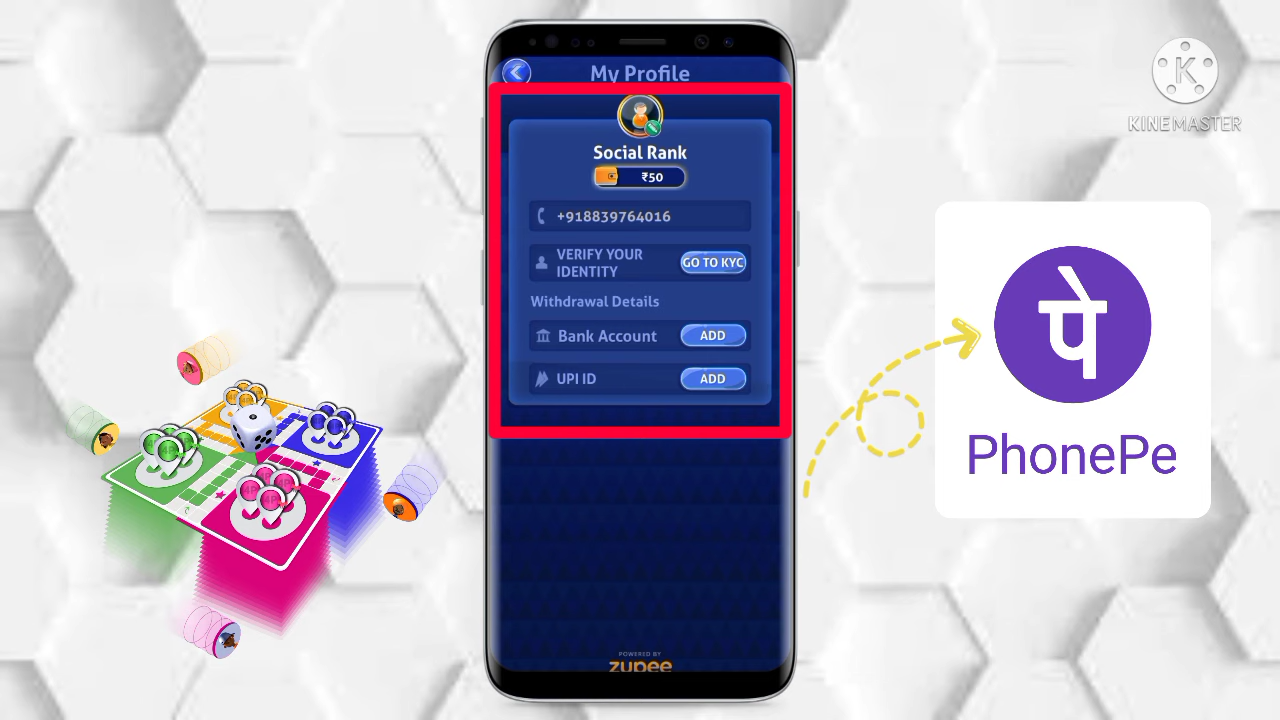 My Profile
Social Rank
₹50
+918839764016
VERIFY YOUR
IDENTITY
GO TO KYC
Withdrawal Details
Bank Account
ADD
UPI ID
ADD
POWERED BY
zupee
K
KINEMASTER
पे
PhonePe